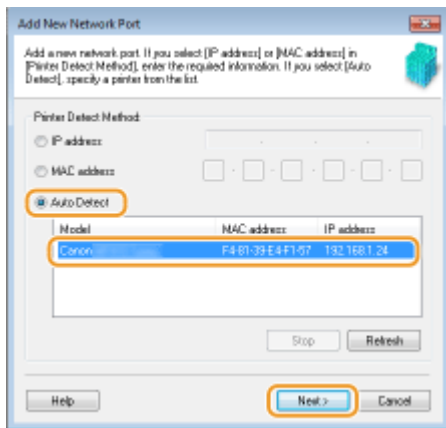 Add New Network Port
Add a new network port. If you select [IP address] or [MAC address] in
[Printer Detect Method], enter the required information. If you select [Auto
Detect], specify a printer from the list.
Printer Detect Method
IP address
MAC address
Auto Detect
Model MAC address IP address
Canon F4-81-39-E4-F1-57 192.168.1.24
Stop Refresh
Help Next > Cancel